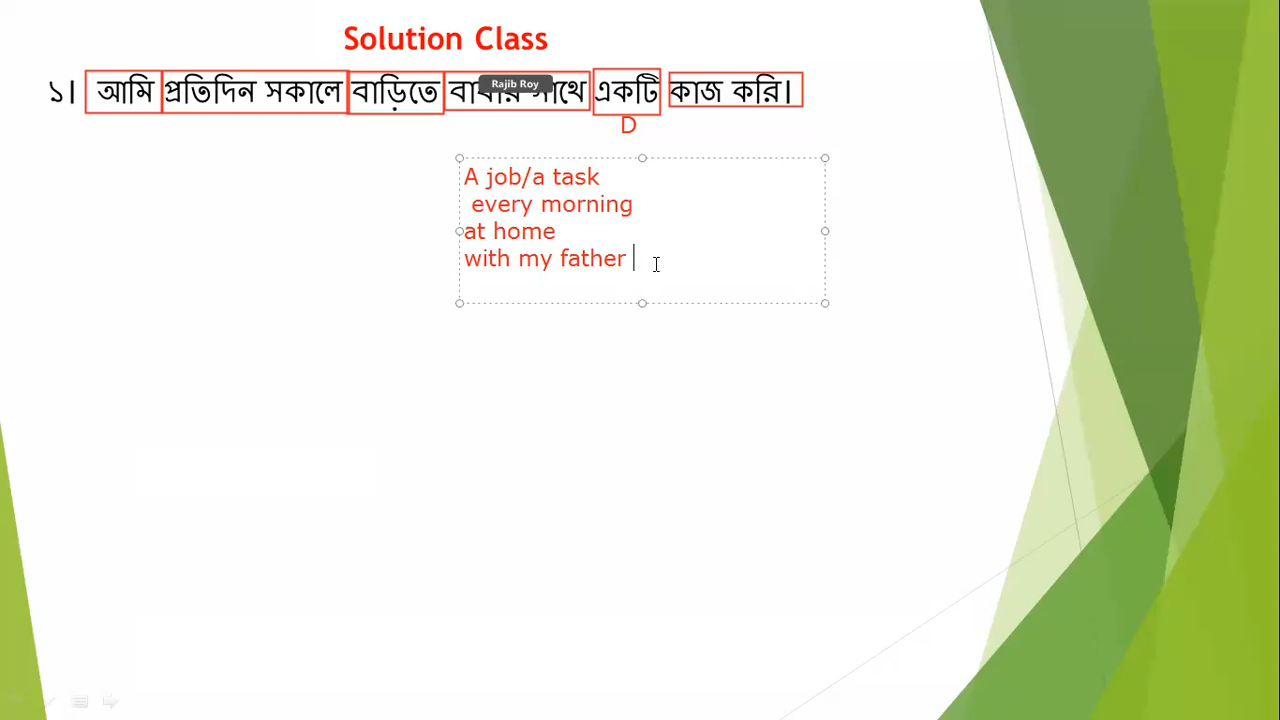 Solution Class
১। আমি প্রতিদিন সকালে বাড়িতে একটি কাজ করি।
Rajib Roy
D
A job/a task
every morning
at home
with my father